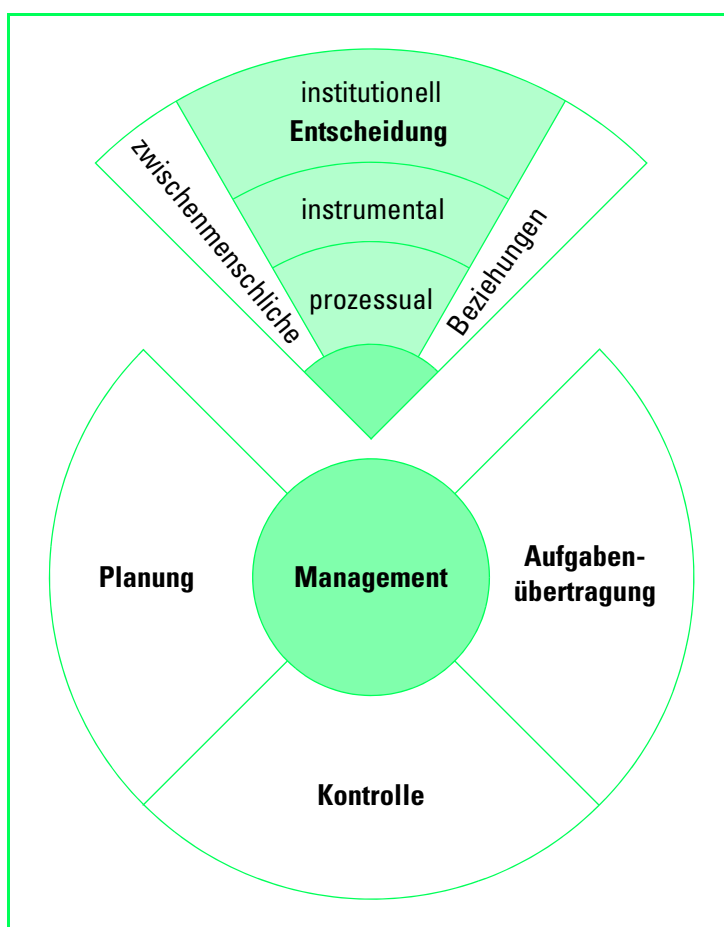 institutionell
Entscheidung
zwischenmenschliche
instrumental
Beziehungen
prozessual
Planung
Management
Aufgaben-
übertragung
Kontrolle